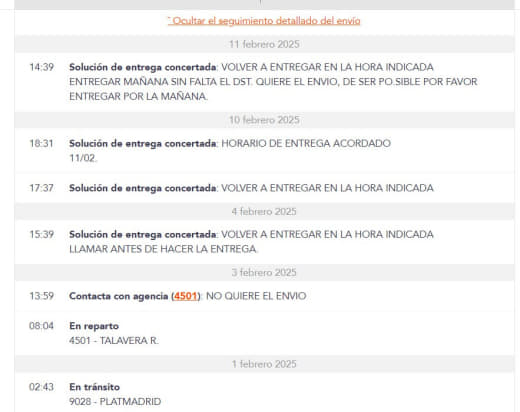 ˆ Ocultar el seguimiento detallado del envío
11 febrero 2025
14:39 Solución de entrega concertada: VOLVER A ENTREGAR EN LA HORA INDICADA
ENTREGAR MAÑANA SIN FALTA EL DST. QUIERE EL ENVIO, DE SER PO.SIBLE POR FAVOR
ENTREGAR POR LA MAÑANA.
10 febrero 2025
18:31 Solución de entrega concertada: HORARIO DE ENTREGA ACORDADO
11/02.
17:37 Solución de entrega concertada: VOLVER A ENTREGAR EN LA HORA INDICADA
4 febrero 2025
15:39 Solución de entrega concertada: VOLVER A ENTREGAR EN LA HORA INDICADA
LLAMAR ANTES DE HACER LA ENTREGA.
3 febrero 2025
13:59 Contacta con agencia (4501): NO QUIERE EL ENVIO
08:04 En reparto
4501 - TALAVERA R.
1 febrero 2025
02:43 En tránsito
9028 - PLATMADRID